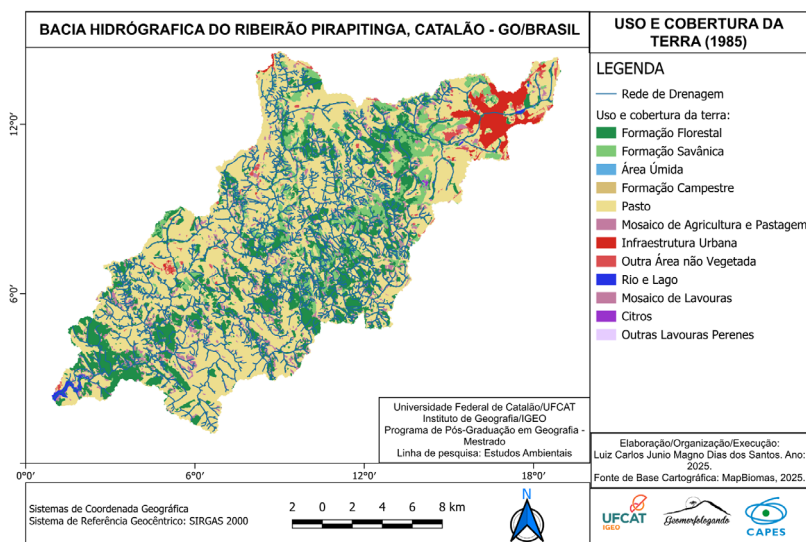 BACIA HIDRÓGRAFICA DO RIBEIRÃO PIRAPITINGA, CATALÃO - GO/BRASIL
USO E COBERTURA DA
TERRA (1985)
LEGENDA
Rede de Drenagem
Uso e cobertura da terra:
Formação Florestal
Formação Savânica
Área Úmida
Formação Campestre
Pasto
Mosaico de Agricultura e Pastagem
Infraestrutura Urbana
Outra Área não Vegetada
Rio e Lago
Mosaico de Lavouras
Citros
Outras Lavouras Perenes
12°0'
6°0'
0°0'
6°0'
12°0'
18°0'
Universidade Federal de Catalão/UFCAT
Instituto de Geografia/IGEO
Programa de Pós-Graduação em Geografia -
Mestrado
Linha de pesquisa: Estudos Ambientais
Elaboração/Organização/Execução:
Luiz Carlos Junio Magno Dias dos Santos. Ano:
2025.
Fonte de Base Cartográfica: MapBiomas, 2025.
Sistemas de Coordenada Geográfica
Sistema de Referência Geocêntrico: SIRGAS 2000
2 0 2 4 6 8 km
N
UFCAT
IGEO
Geomorfologando
CAPES